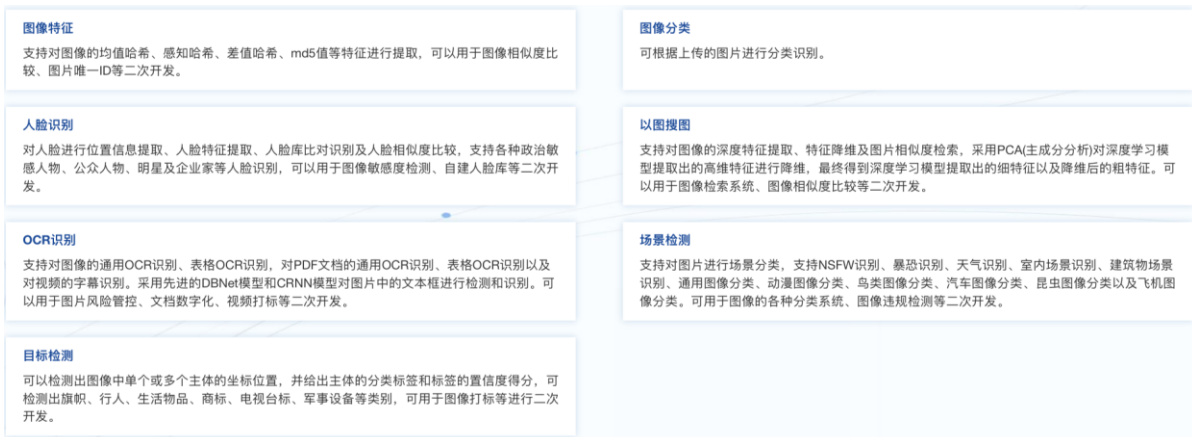 图像特征
支持对图像的均值哈希、感知哈希、差值哈希、md5值等特征进行提取，可以用于图像相似度比
较、图片唯一ID等二次开发。
图像分类
可根据上传的图片进行分类识别。
人脸识别
对人脸进行位置信息提取、人脸特征提取、人脸库比对识别及人脸相似度比较，支持各种政治敏
感人物、公众人物、明星及企业家等人脸识别，可以用于图像敏感度检测、自建人脸库等二次开
发。
以图搜图
支持对图像的深度特征提取、特征降维及图片相似度检索，采用PCA(主成分分析)对深度学习模
型提取出的高维特征进行降维，最终得到深度学习模型提取出的细特征以及降维后的粗特征。可
以用于图像检索系统、图像相似度比较等二次开发。
OCR识别
支持对图像的通用OCR识别、表格OCR识别，对PDF文档的通用OCR识别、表格OCR识别以及
对视频的字幕识别。采用先进的DBNet模型和CRNN模型对图片中的文本框进行检测和识别。可
以用于图片风险管控、文档数字化、视频打标等二次开发。
场景检测
支持对图片进行场景分类，支持NSFW识别、暴恐识别、天气识别、室内场景识别、建筑物场景
识别、通用图像分类、动漫图像分类、鸟类图像分类、汽车图像分类、昆虫图像分类以及飞机图
像分类。可用于图像的各种分类系统、图像违规检测等二次开发。
目标检测
可以检测出图像中单个或多个主体的坐标位置，并给出主体的分类标签和标签的置信度得分，可
检测出旗帜、行人、生活物品、商标、电视台标、军事设备等类别，可用于图像打标等进行二次
开发。